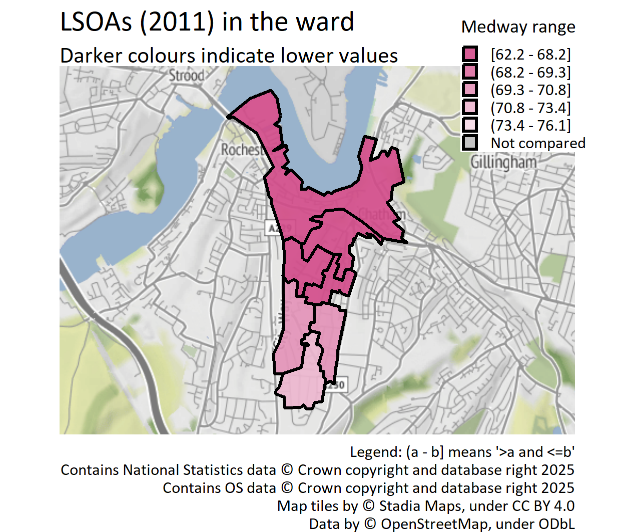 LSOAs (2011) in the ward
Darker colours indicate lower values
Medway range
[62.2 - 68.2]
(68.2 - 69.3]
(69.3 - 70.8]
(70.8 - 73.4]
(73.4 - 76.1]
Not compared
Strood
Gillingham
Legend: (a - b] means '>a and <=b'
Contains National Statistics data © Crown copyright and database right 2025
Contains OS data © Crown copyright and database right 2025
Map tiles by © Stadia Maps, under CC BY 4.0
Data by © OpenStreetMap, under ODbL